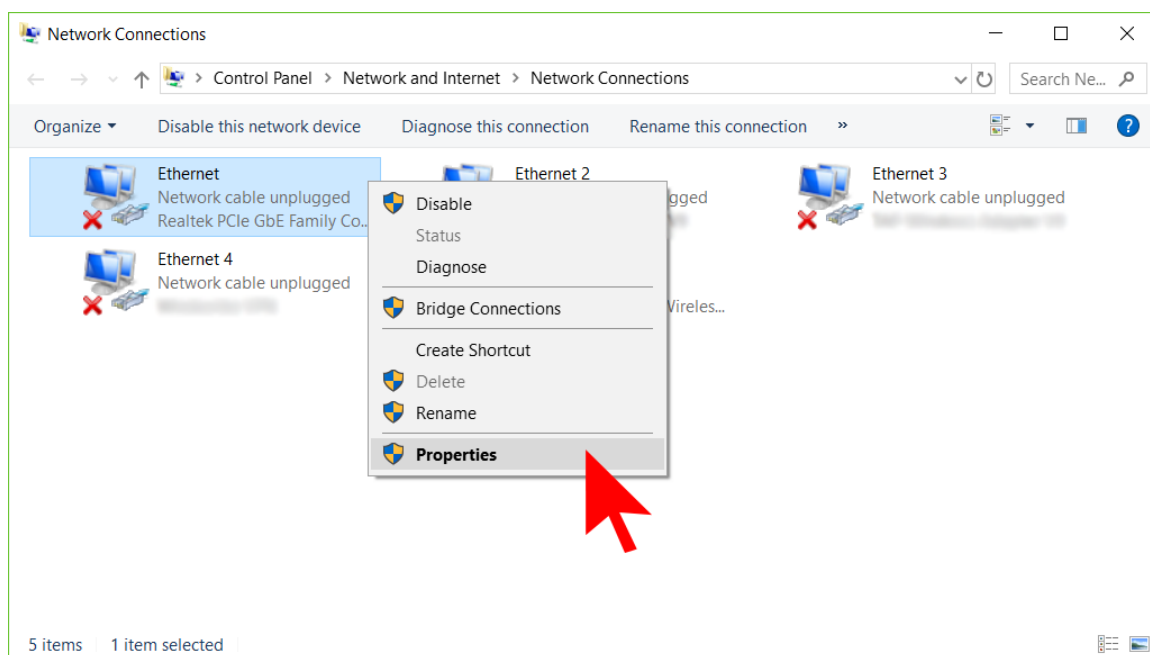 Network Connections
Control Panel > Network and Internet > Network Connections
Search Ne...
Organize
Disable this network device
Diagnose this connection
Rename this connection
»
Ethernet
Network cable unplugged
Realtek PCIe GbE Family Co...
Ethernet 2
gged
Ethernet 3
Network cable unplugged
Ethernet 4
Network cable unplugged
Wireles...
Disable
Status
Diagnose
Bridge Connections
Create Shortcut
Delete
Rename
Properties
5 items
1 item selected